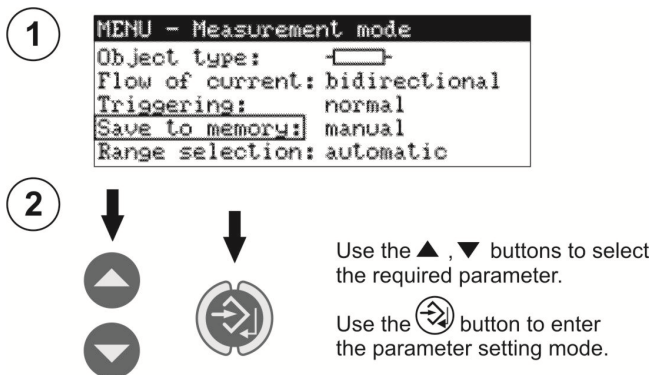 1
MENU - Measurement mode
Object type:
Flow of current: bidirectional
Triggering: normal
Save to memory: manual
Range selection: automatic
2
Use the ▲ , ▼ buttons to select
the required parameter.
Use the button to enter
the parameter setting mode.